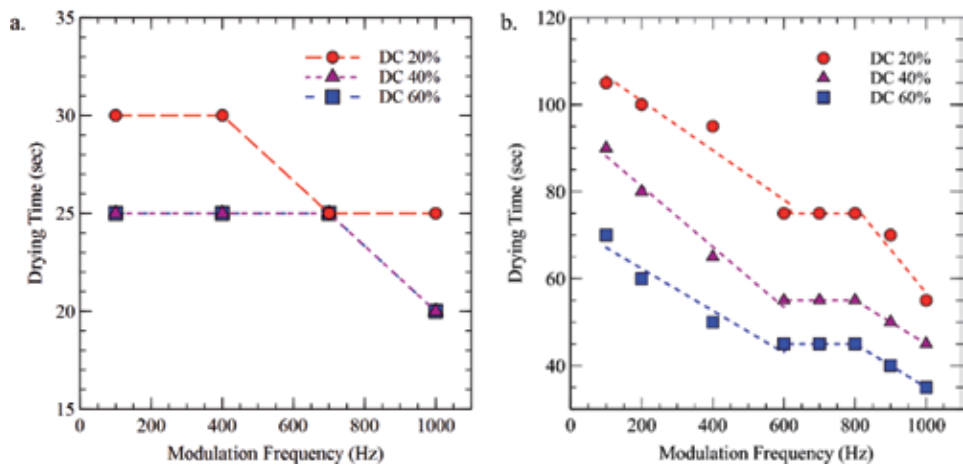 a.
35
30
25
20
15
Drying Time (sec)
DC 20%
DC 40%
DC 60%
0 200 400 600 800 1000
Modulation Frequency (Hz)
b.
120
100
80
60
40
Drying Time (sec)
DC 20%
DC 40%
DC 60%
0 200 400 600 800 1000
Modulation Frequency (Hz)